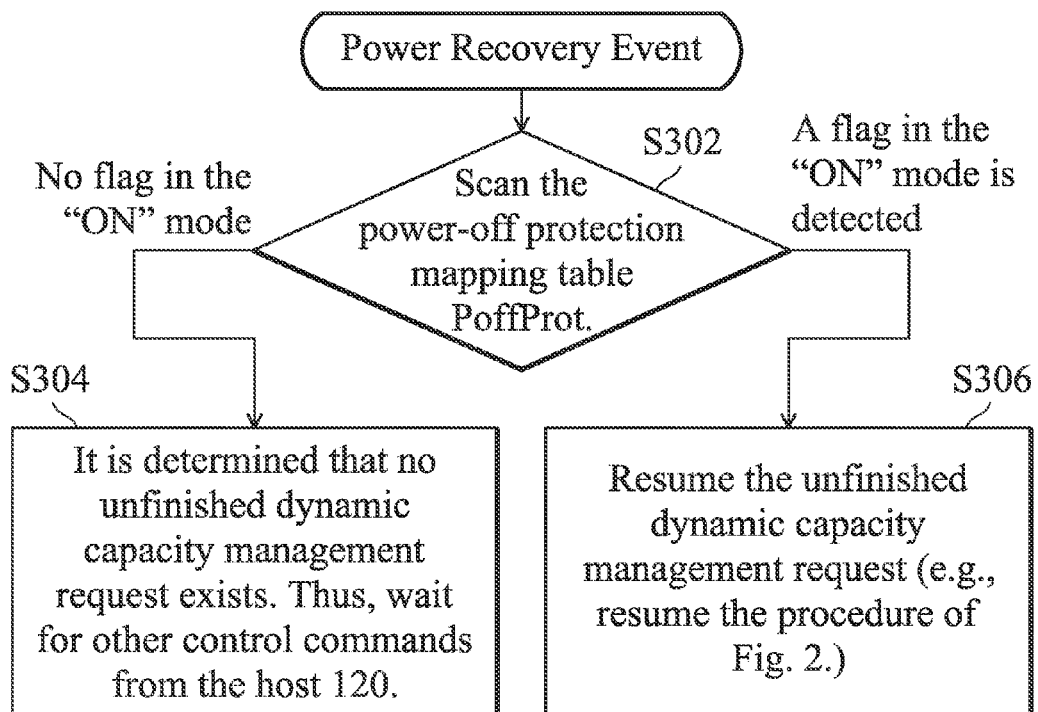 Power Recovery Event
S302
A flag in the
“ON” mode is
detected
No flag in the
“ON” mode
Scan the
power-off protection
mapping table
PoffProt.
S304
It is determined that no
unfinished dynamic
capacity management
request exists. Thus, wait
for other control commands
from the host 120.
S306
Resume the unfinished
dynamic capacity
management request (e.g.,
resume the procedure of
Fig. 2.)